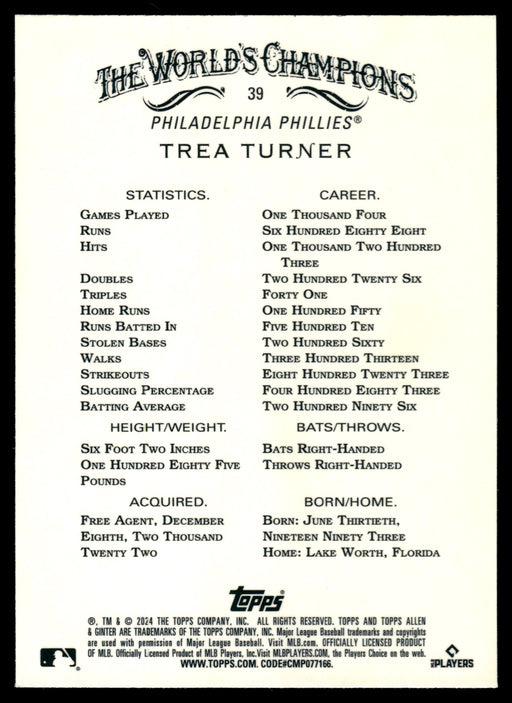 THE WORLD'S CHAMPIONS
39
PHILADELPHIA PHILLIES®
TREA TURNER
STATISTICS. CAREER.
GAMES PLAYED ONE THOUSAND FOUR
RUNS SIX HUNDRED EIGHTY EIGHT
HITS ONE THOUSAND TWO HUNDRED
THREE
DOUBLES TWO HUNDRED TWENTY SIX
TRIPLES FORTY ONE
HOME RUNS ONE HUNDRED FIFTY
RUNS BATTED IN FIVE HUNDRED TEN
STOLEN BASES TWO HUNDRED SIXTY
WALKS THREE HUNDRED THIRTEEN
STRIKEOUTS EIGHT HUNDRED TWENTY THREE
SLUGGING PERCENTAGE FOUR HUNDRED EIGHTY THREE
BATTING AVERAGE TWO HUNDRED NINETY SIX
HEIGHT/WEIGHT. BATS/THROWS.
SIX FOOT TWO INCHES BATS RIGHT-HANDED
ONE HUNDRED EIGHTY FIVE THROWS RIGHT-HANDED
POUNDS
ACQUIRED. BORN/HOME.
FREE AGENT, DECEMBER BORN: JUNE THIRTIETH,
EIGHTH, TWO THOUSAND NINETEEN NINETY THREE
TWENTY TWO HOME: LAKE WORTH, FLORIDA
Topps®
®, TM & © 2024 THE TOPPS COMPANY, INC. ALL RIGHTS RESERVED. TOPPS AND TOPPS ALLEN
& GINTER ARE TRADEMARKS OF THE TOPPS COMPANY, INC. Major League Baseball trademarks and copyrights
are used with permission of Major League Baseball. Visit MLB.com. OFFICIALLY LICENSED PRODUCT
OF MLB. Officially Licensed Product of MLB Players, Inc.Visit MLBPLAYERS.COM, the Players Choice on the web.
WWW.TOPPS.COM. CODE#CMP077166.
PLAYERS